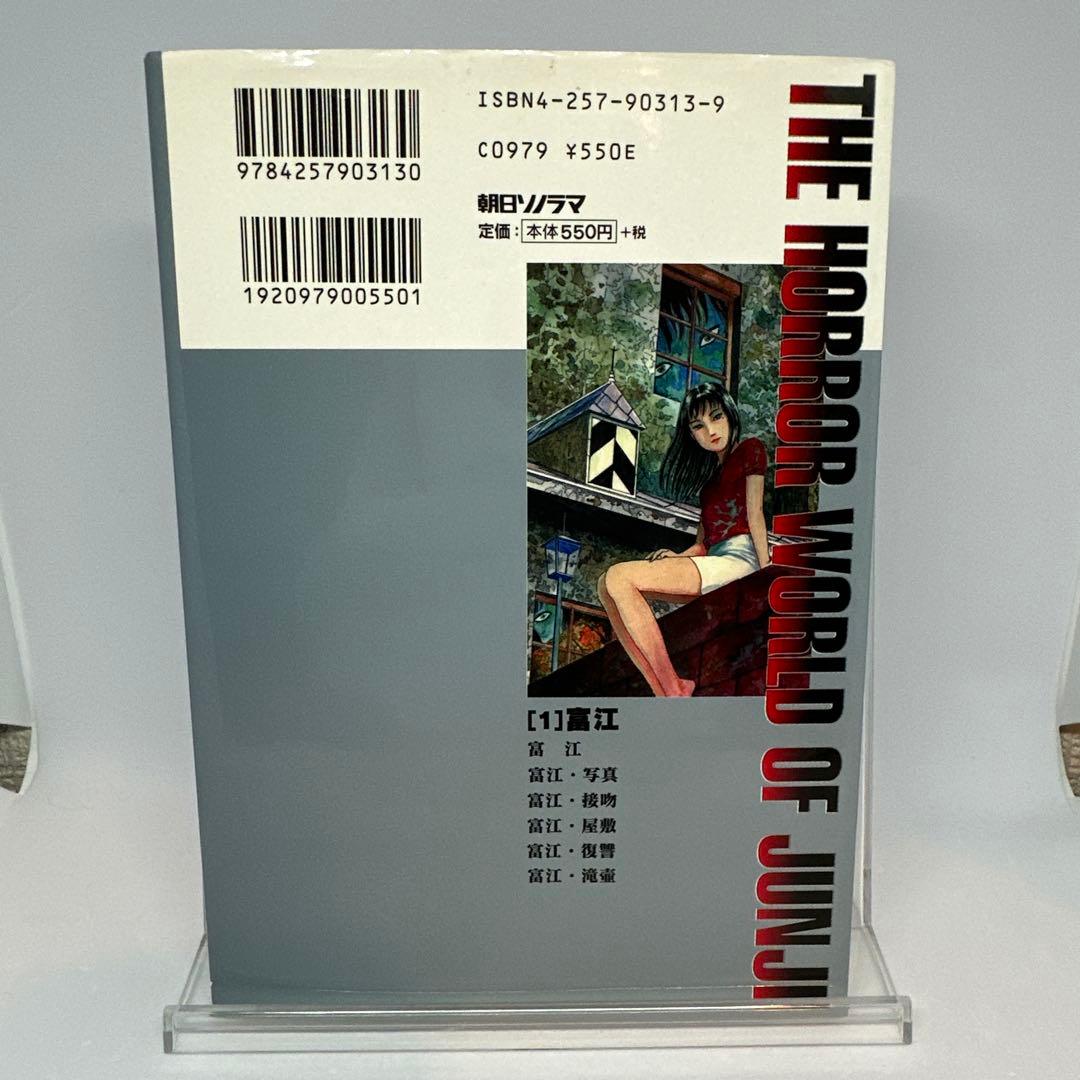 ISBN4-257-90313-9
9784257903130
C0979 ¥550E
朝日ソノラマ
定価：本体550円+税
1920979005501
THE HORROR WORLD OF JUNJI
[1]富江
富　江
富江・写真
富江・接吻
富江・屋敷
富江・復讐
富江・滝壷